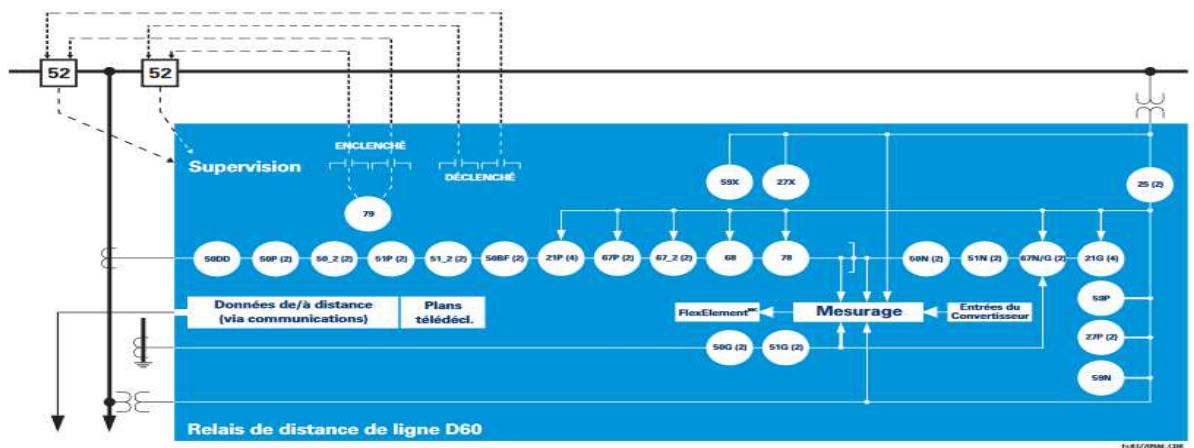 52
52
ENCLENCHÉ
Supervision
DÉCLENCHÉ
59X
27X
25 (2)
79
50DD
50P (2)
50_2 (2)
51P (2)
51_2 (2)
50BF (2)
21P (4)
67P (2)
67_2 (2)
68
78
50N (2)
51N (2)
67N/G (2)
21G (4)
Données de/à distance
(via communications)
Plans
télédécl.
FlexElement
Mesurage
Entrées du
Convertisseur
59P
50G (2)
51G (2)
27P (2)
59N
Relais de distance de ligne D60